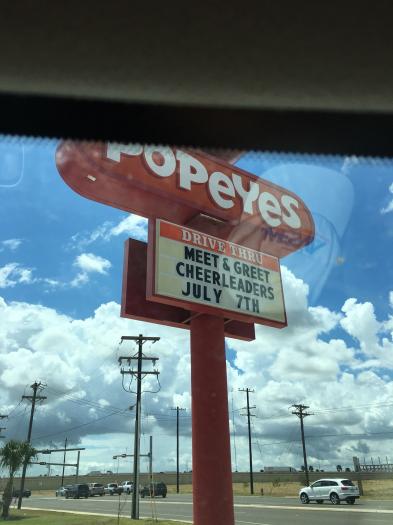 POPEYES
DRIVE THRU
MEET & GREET
CHEERLEADERS
JULY 7TH